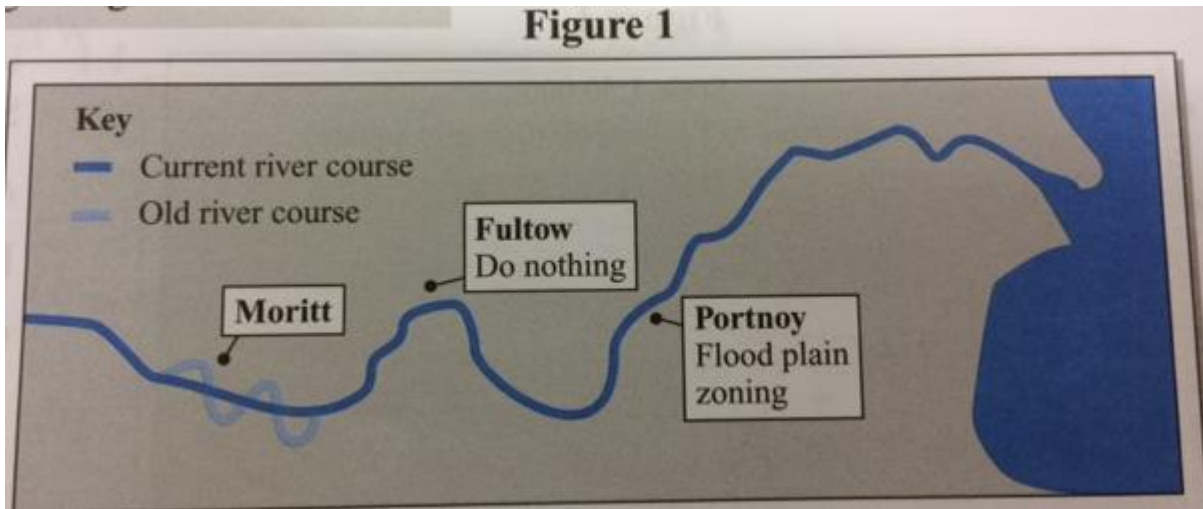 Figure 1
Key
Current river course
Old river course
Fultow
Do nothing
Moritt
Portnoy
Flood plain
zoning